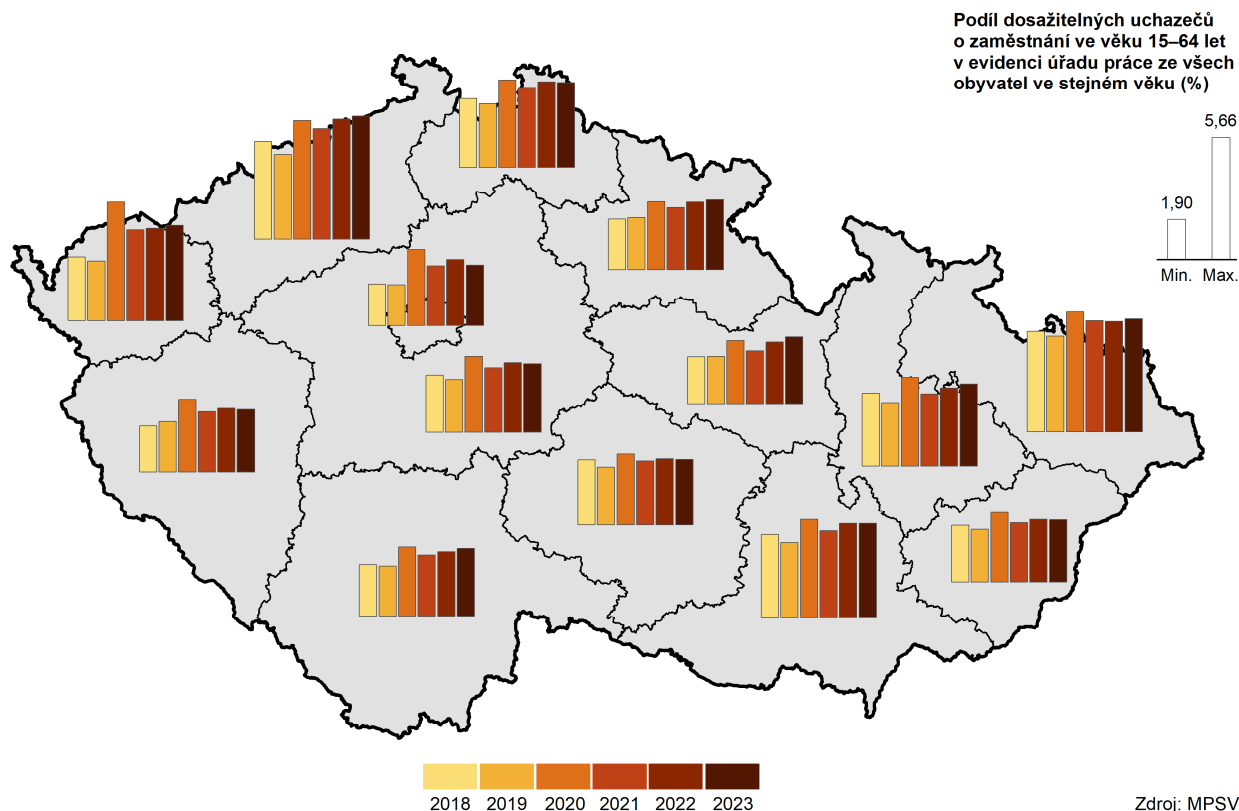 Podíl dosažitelných uchazečů
o zaměstnání ve věku 15–64 let
v evidenci úřadu práce ze všech
obyvatel ve stejném věku (%)
5,66
1,90
Min. Max.
2018 2019 2020 2021 2022 2023
Zdroj: MPSV